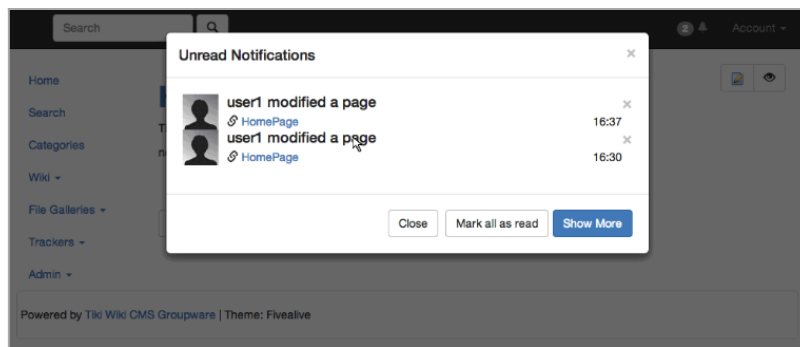 Search
2
Account
Unread Notifications
×
Home
user1 modified a page
×
HomePage
16:37
Search
user1 modified a page
×
HomePage
16:30
Categories
Wiki
File Galleries
Close
Mark all as read
Show More
Trackers
Admin
Powered by Tiki Wiki CMS Groupware | Theme: Fivealive